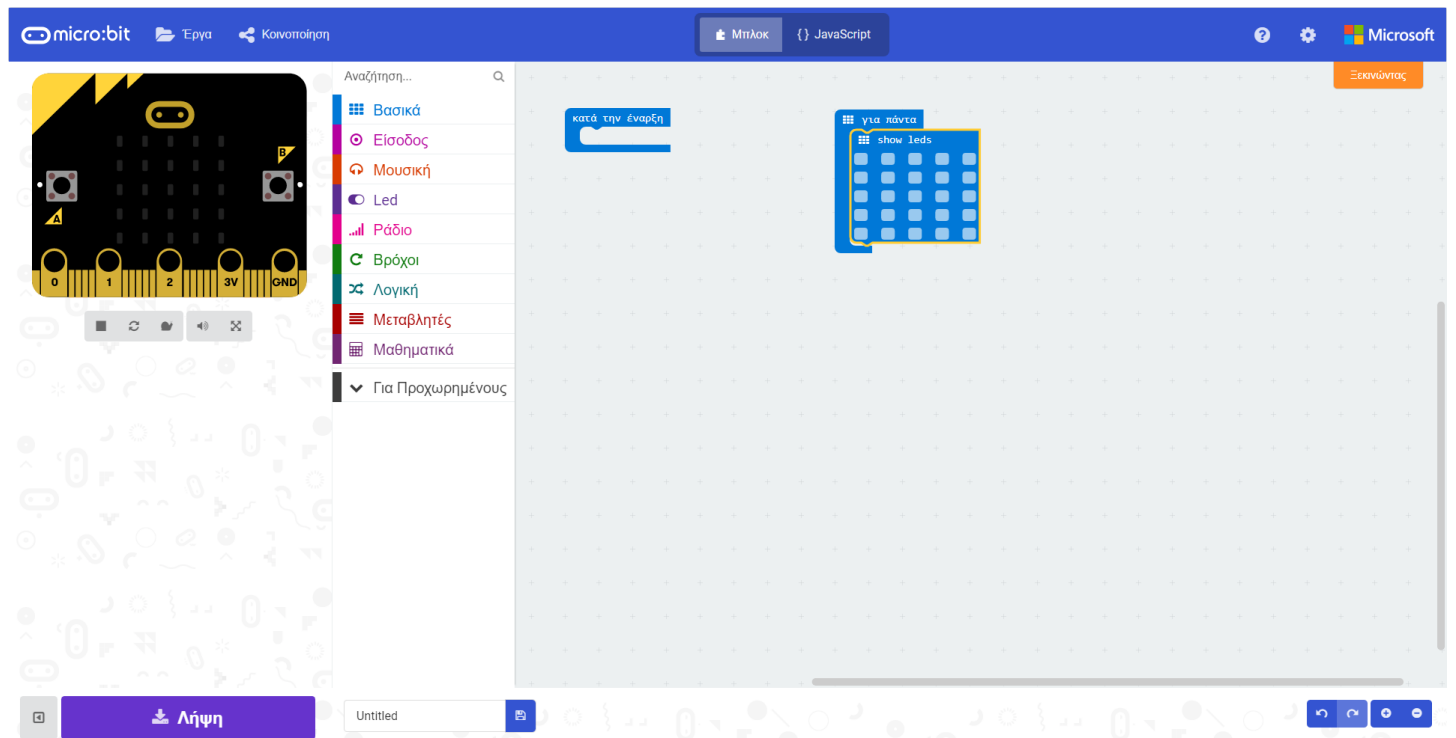 micro:bit Έργα Κοινοποίηση Μπλοκ {} JavaScript Microsoft
Αναζήτηση...
Ξεκινώντας
Βασικά
Είσοδος
Μουσική
Led
Ράδιο
Βρόχοι
Λογική
Μεταβλητές
Μαθηματικά
Για Προχωρημένους
κατά την έναρξη
για πάντα
show leds
B
A
0 1 2 3V GND
Λήψη
Untitled